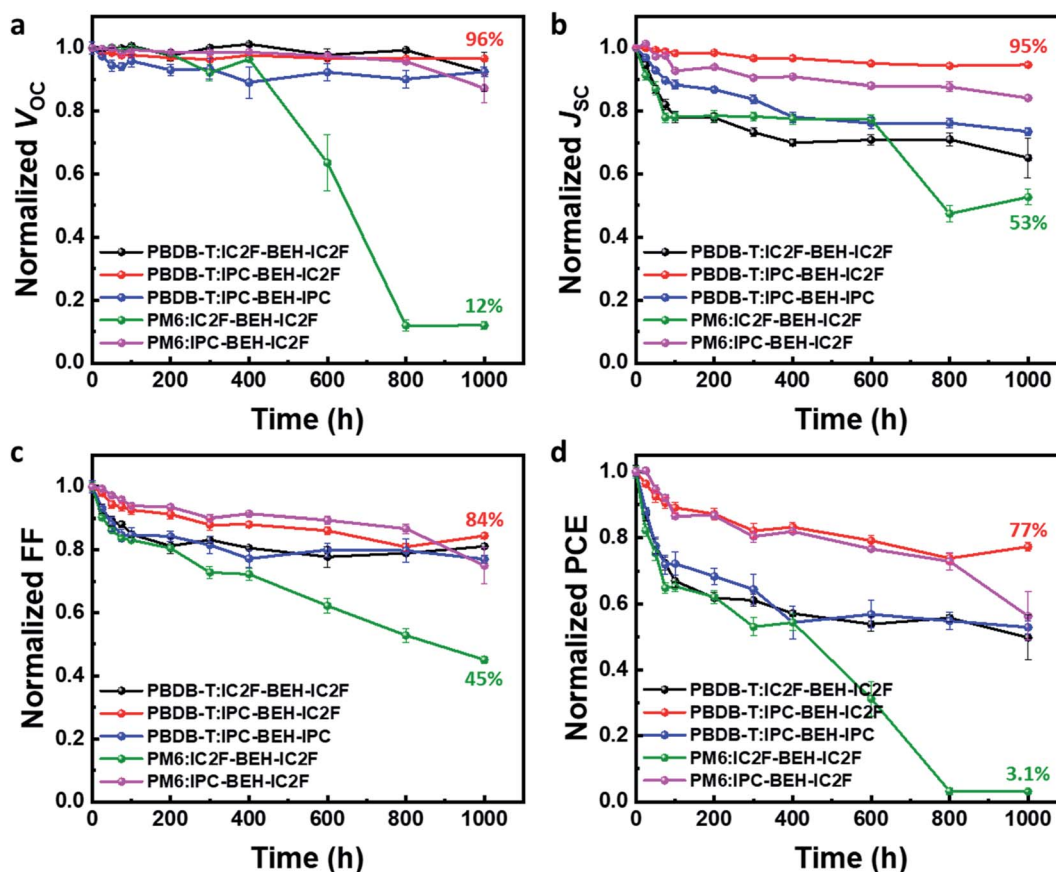 a
Normalized VOC
1.0
0.8
0.6
0.4
0.2
0.0
96%
12%
PBDB-T:IC2F-BEH-IC2F
PBDB-T:IPC-BEH-IC2F
PBDB-T:IPC-BEH-IPC
PM6:IC2F-BEH-IC2F
PM6:IPC-BEH-IC2F
0 200 400 600 800 1000
Time (h)
b
Normalized JSC
1.0
0.8
0.6
0.4
0.2
0.0
95%
53%
PBDB-T:IC2F-BEH-IC2F
PBDB-T:IPC-BEH-IC2F
PBDB-T:IPC-BEH-IPC
PM6:IC2F-BEH-IC2F
PM6:IPC-BEH-IC2F
0 200 400 600 800 1000
Time (h)
c
Normalized FF
1.0
0.8
0.6
0.4
0.2
0.0
84%
45%
PBDB-T:IC2F-BEH-IC2F
PBDB-T:IPC-BEH-IC2F
PBDB-T:IPC-BEH-IPC
PM6:IC2F-BEH-IC2F
PM6:IPC-BEH-IC2F
0 200 400 600 800 1000
Time (h)
d
Normalized PCE
1.0
0.8
0.6
0.4
0.2
0.0
77%
3.1%
PBDB-T:IC2F-BEH-IC2F
PBDB-T:IPC-BEH-IC2F
PBDB-T:IPC-BEH-IPC
PM6:IC2F-BEH-IC2F
PM6:IPC-BEH-IC2F
0 200 400 600 800 1000
Time (h)